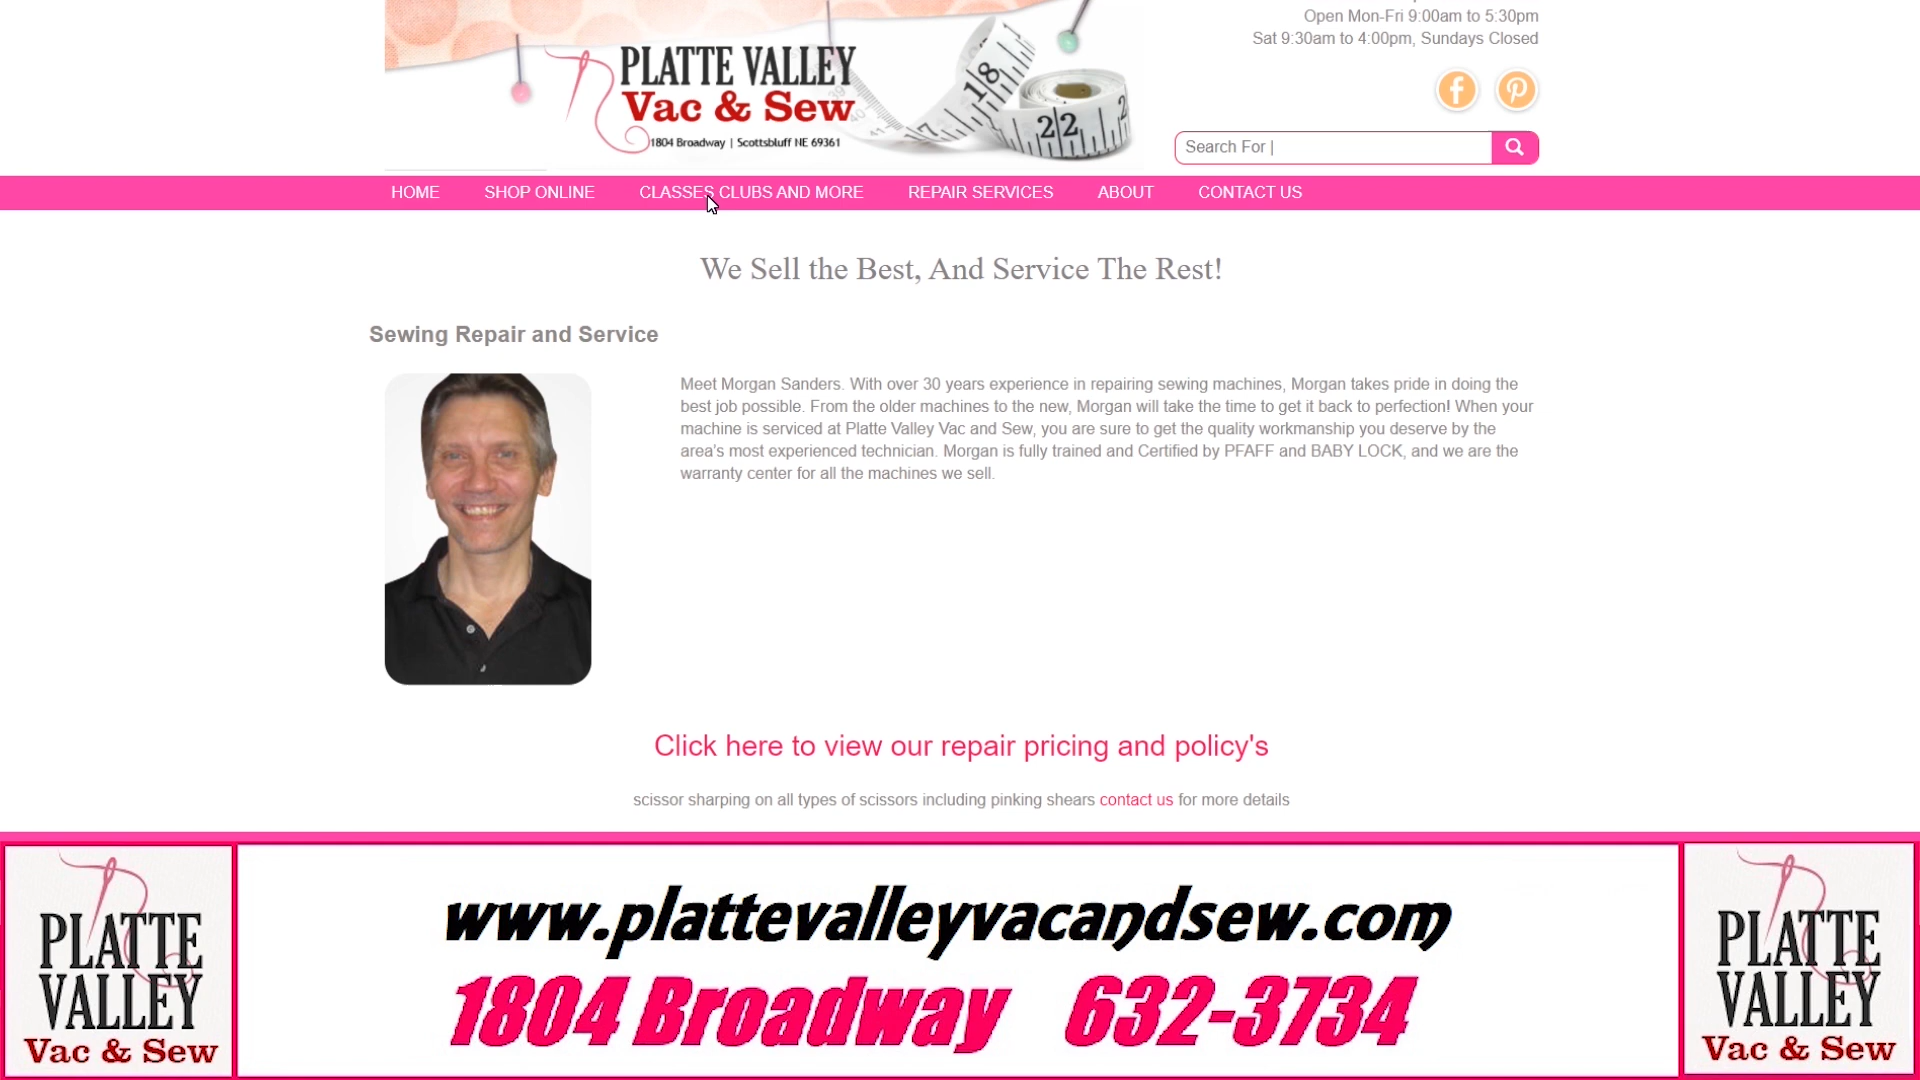 Open Mon-Fri 9:00am to 5:30pm
Sat 9:30am to 4:00pm, Sundays Closed
PLATTE VALLEY
Vac & Sew
1804 Broadway | Scottsbluff NE 69361
39
40
41
17
18
22
2
Search For |
HOME SHOP ONLINE CLASSES CLUBS AND MORE REPAIR SERVICES ABOUT CONTACT US
We Sell the Best, And Service The Rest!
Sewing Repair and Service
Meet Morgan Sanders. With over 30 years experience in repairing sewing machines, Morgan takes pride in doing the
best job possible. From the older machines to the new, Morgan will take the time to get it back to perfection! When your
machine is serviced at Platte Valley Vac and Sew, you are sure to get the quality workmanship you deserve by the
area's most experienced technician. Morgan is fully trained and Certified by PFAFF and BABY LOCK, and we are the
warranty center for all the machines we sell.
Click here to view our repair pricing and policy's
scissor sharping on all types of scissors including pinking shears contact us for more details
PLATTE
VALLEY
Vac & Sew
www.plattevalleyvacandsew.com
1804 Broadway 632-3734
PLATTE
VALLEY
Vac & Sew